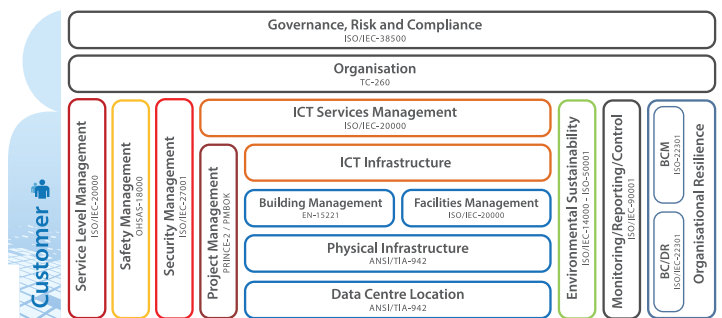 Governance, Risk and Compliance
ISO/IEC-38500
Organisation
TC-260
Customer
Service Level Management
ISO/IEC-20000
Safety Management
OHSAS-18000
Security Management
ISO/IEC-27001
ICT Services Management
ISO/IEC-20000
Project Management
PRINCE-2 / PMBOK
ICT Infrastructure
Building Management
EN-15221
Facilities Management
ISO/IEC-20000
Physical Infrastructure
ANSI/TIA-942
Data Centre Location
ANSI/TIA-942
Environmental Sustainability
ISO/IEC-14000 - ISO-50001
Monitoring/Reporting/Control
ISO/IEC-90001
BCM
ISO-22301
BC/DR
ISO/IEC-22301
Organisational Resilience